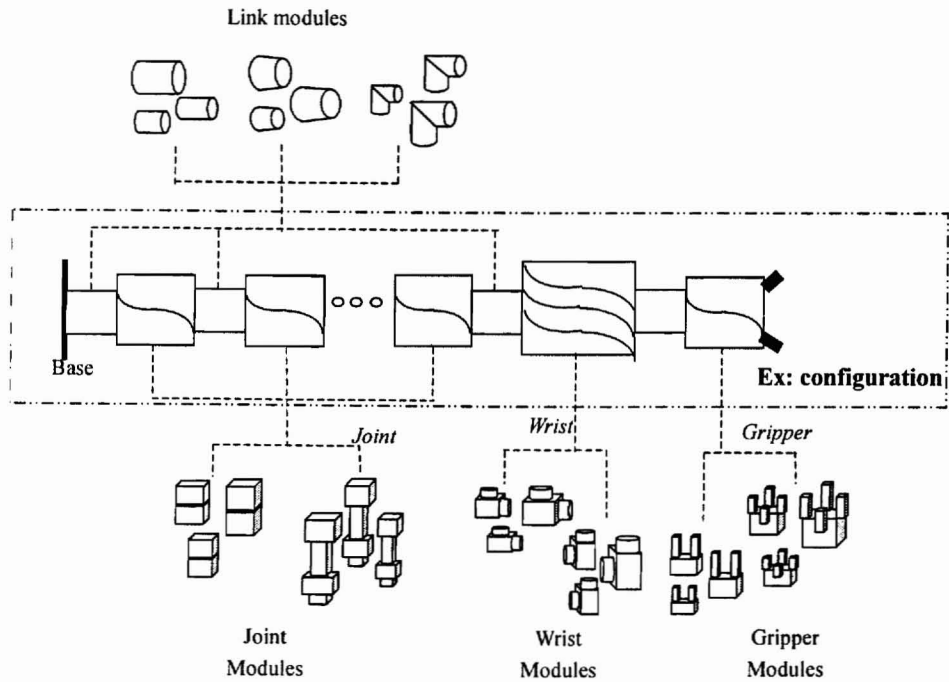 Link modules
Base
Ex: configuration
Joint
Wrist
Gripper
Joint
Modules
Wrist
Modules
Gripper
Modules